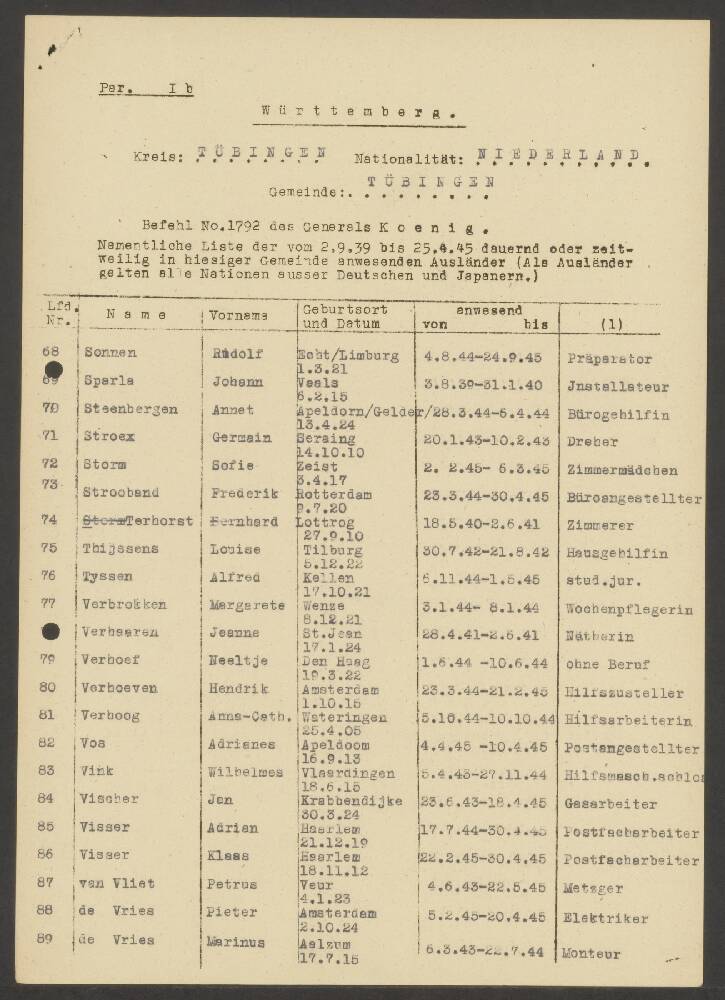 Per. I b
Württemberg.
Kreis: TÜBINGEN Nationalität: NIEDERLAND.
Gemeinde: TÜBINGEN
Befehl No.1792 des Generals Koenig.
Namentliche Liste der vom 2.9.39 bis 25.4.45 dauernd oder zeit-
weilig in hiesiger Gemeinde anwesenden Ausländer (Als Ausländer
gelten alle Nationen ausser Deutschen und Japanern.)
Lfd. Nr. Name Vorname Geburtsort und Datum anwesend von bis (1)
68 Sonnen Rudolf Echt/Limburg 4.8.44-24.9.45 Präparator
1.3.21
69 Sparla Johann Vaals 3.8.39-31.1.40 Jnstallateur
6.2.15
70 Steenbergen Annet Apeldorn/Gelder/28.3.44-6.4.44 Bürogehilfin
13.4.24
71 Stroex Germain Seraing 20.1.43-10.2.43 Dreher
14.10.10
72 Storm Sofie Zeist 2. 2.45- 6.3.45 Zimmermädchen
3.4.17
73 Strooband Frederik Rotterdam 23.3.44-30.4.45 Büroangestellter
9.7.20
74 Storm Terhorst Bernhard Lottrog 18.5.40-2.6.41 Zimmerer
27.9.10
75 Thijssens Louise Tilburg 30.7.42-21.8.42 Hausgehilfin
5.12.22
76 Tyssen Alfred Kellen 6.11.44-1.5.45 stud.jur.
17.10.21
77 Verbrokken Margarete Wenze 3.1.44- 8.1.44 Wochenpflegerin
8.12.21
Verhaaren Jeanne St.Jean 28.4.41-2.6.41 Näherin
17.1.24
79 Verhoef Neeltje Den Haag 1.6.44 -10.6.44 ohne Beruf
19.3.22
80 Verhoeven Hendrik Amsterdam 23.3.44-21.2.45 Hilfszusteller
1.10.15
81 Verhoog Anna-Cath. Wateringen 5.10.44-10.10.44 Hilfsarbeiterin
25.4.05
82 Vos Adrianes Apeldoom 4.4.45 -10.4.45 Postangestellter
16.9.13
83 Vink Wilhelmes Vlaardingen 5.4.43-27.11.44 Hilfsmasch.schlos
18.6.15
84 Vischer Jan Krabbendijke 23.6.43-18.4.45 Gasarbeiter
30.3.24
85 Visser Adrian Haarlem 17.7.44-30.4.45 Postfacharbeiter
21.12.19
86 Visser Klaas Haarlem 22.2.45-30.4.45 Postfacharbeiter
18.11.12
87 van Vliet Petrus Veur 4.6.43-22.5.45 Metzger
4.1.23
88 de Vries Pieter Amsterdam 5.2.45-20.4.45 Elektriker
2.10.24
89 de Vries Marinus Aalzum 6.3.43-22.7.44 Monteur
17.7.15